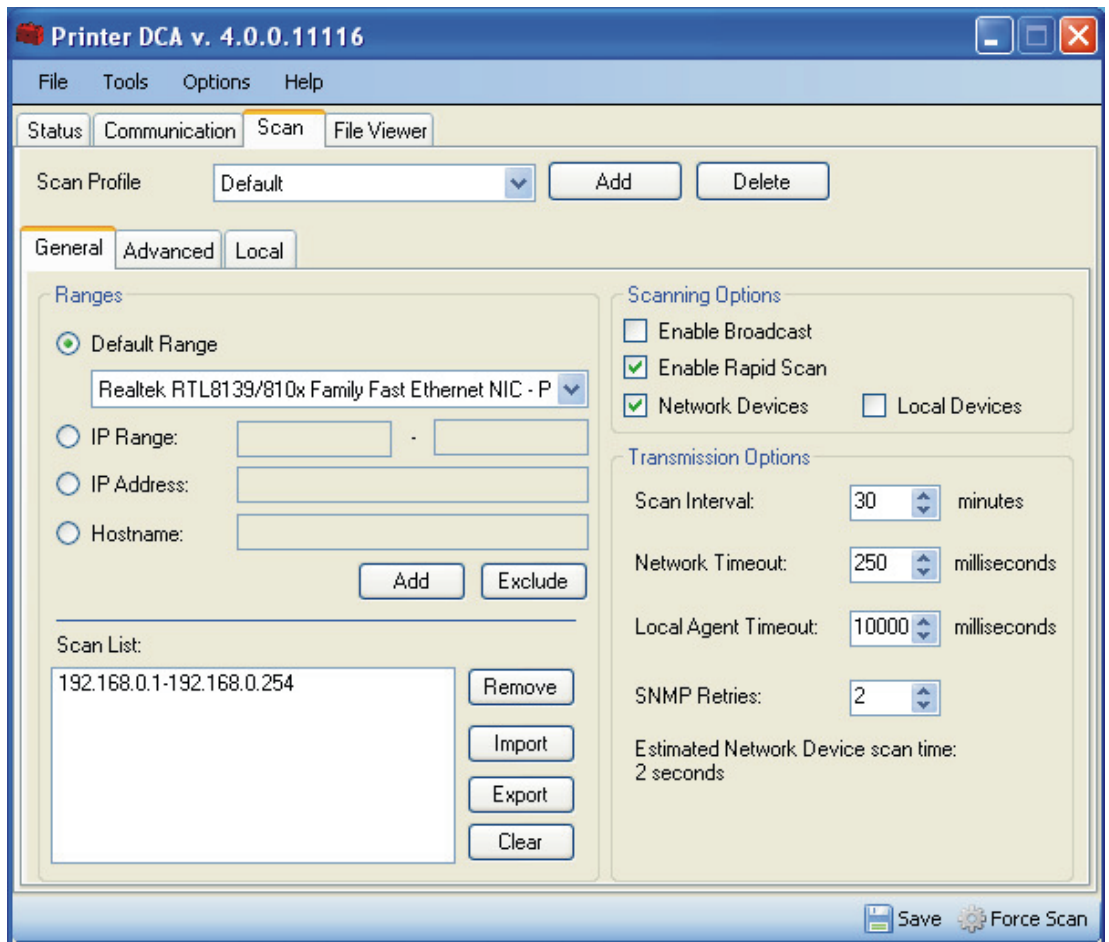 Printer DCA v. 4.0.0.11116
File Tools Options Help
Status Communication Scan File Viewer
Scan Profile Default Add Delete
General Advanced Local
Ranges
Default Range
Realtek RTL8139/810x Family Fast Ethernet NIC - P
IP Range: -
IP Address:
Hostname:
Add Exclude
Scan List:
192.168.0.1-192.168.0.254
Remove
Import
Export
Clear
Scanning Options
Enable Broadcast
Enable Rapid Scan
Network Devices Local Devices
Transmission Options
Scan Interval: 30 minutes
Network Timeout: 250 milliseconds
Local Agent Timeout: 10000 milliseconds
SNMP Retries: 2
Estimated Network Device scan time:
2 seconds
Save Force Scan